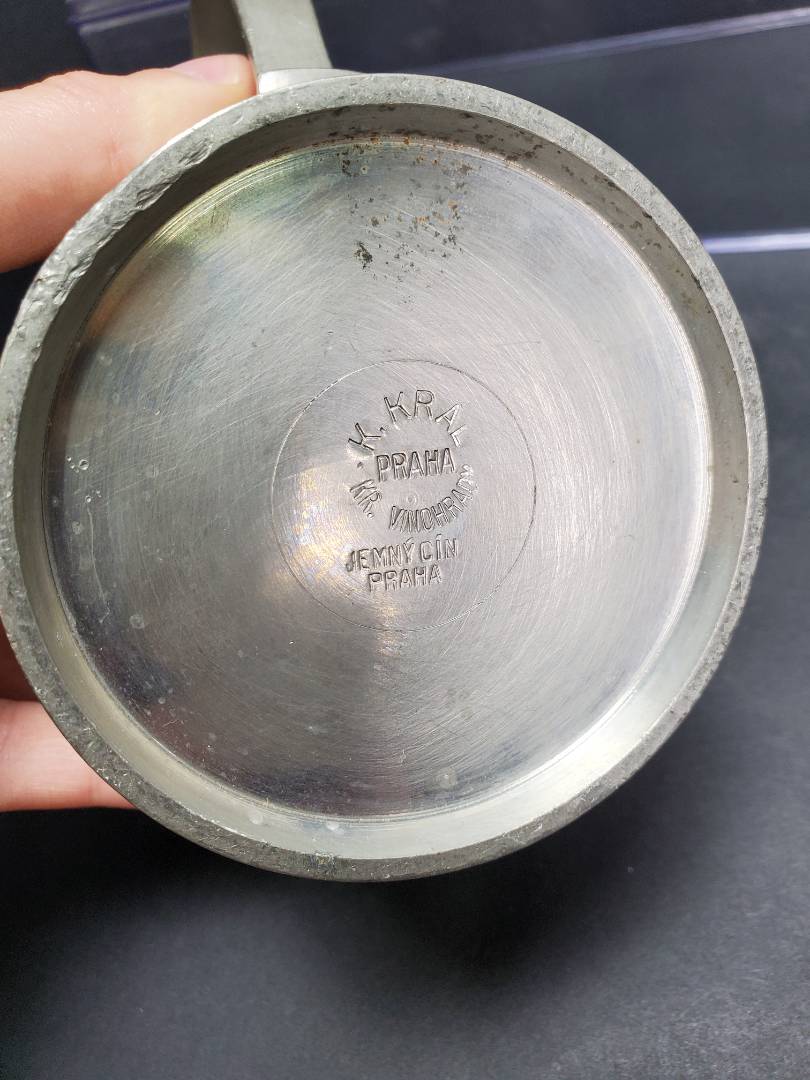 K. KRÁL
PRAHA
KR. VINOHRADY
JEMNÝ CÍN
PRAHA